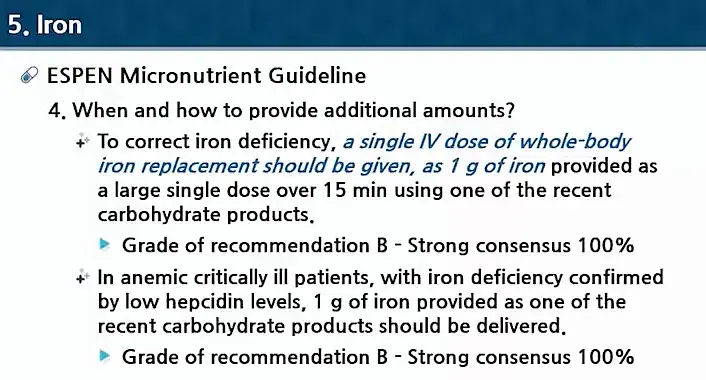 5. Iron
ESPEN Micronutrient Guideline
4. When and how to provide additional amounts?
To correct iron deficiency, a single IV dose of whole-body
iron replacement should be given, as 1 g of iron provided as
a large single dose over 15 min using one of the recent
carbohydrate products.
Grade of recommendation B - Strong consensus 100%
In anemic critically ill patients, with iron deficiency confirmed
by low hepcidin levels, 1 g of iron provided as one of the
recent carbohydrate products should be delivered.
Grade of recommendation B - Strong consensus 100%